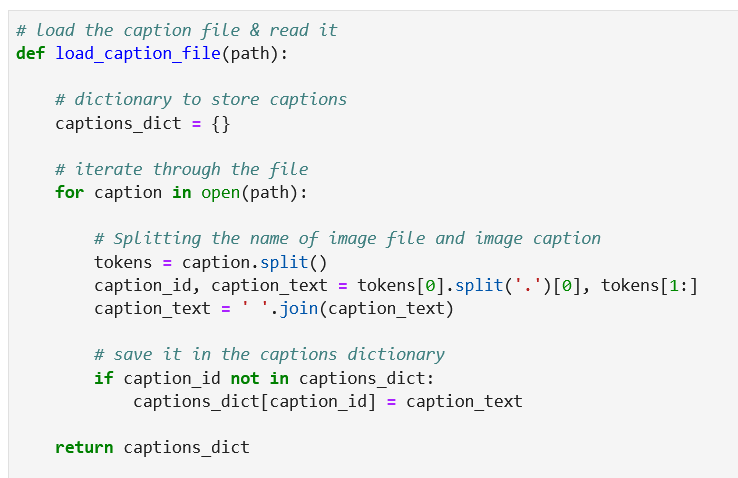 # load the caption file & read it
def load_caption_file(path):
    # dictionary to store captions
    captions_dict = {}
    # iterate through the file
    for caption in open(path):
        # Splitting the name of image file and image caption
        tokens = caption.split()
        caption_id, caption_text = tokens[0].split('.')[0], tokens[1:]
        caption_text = ' '.join(caption_text)
        # save it in the captions dictionary
        if caption_id not in captions_dict:
            captions_dict[caption_id] = caption_text
    return captions_dict